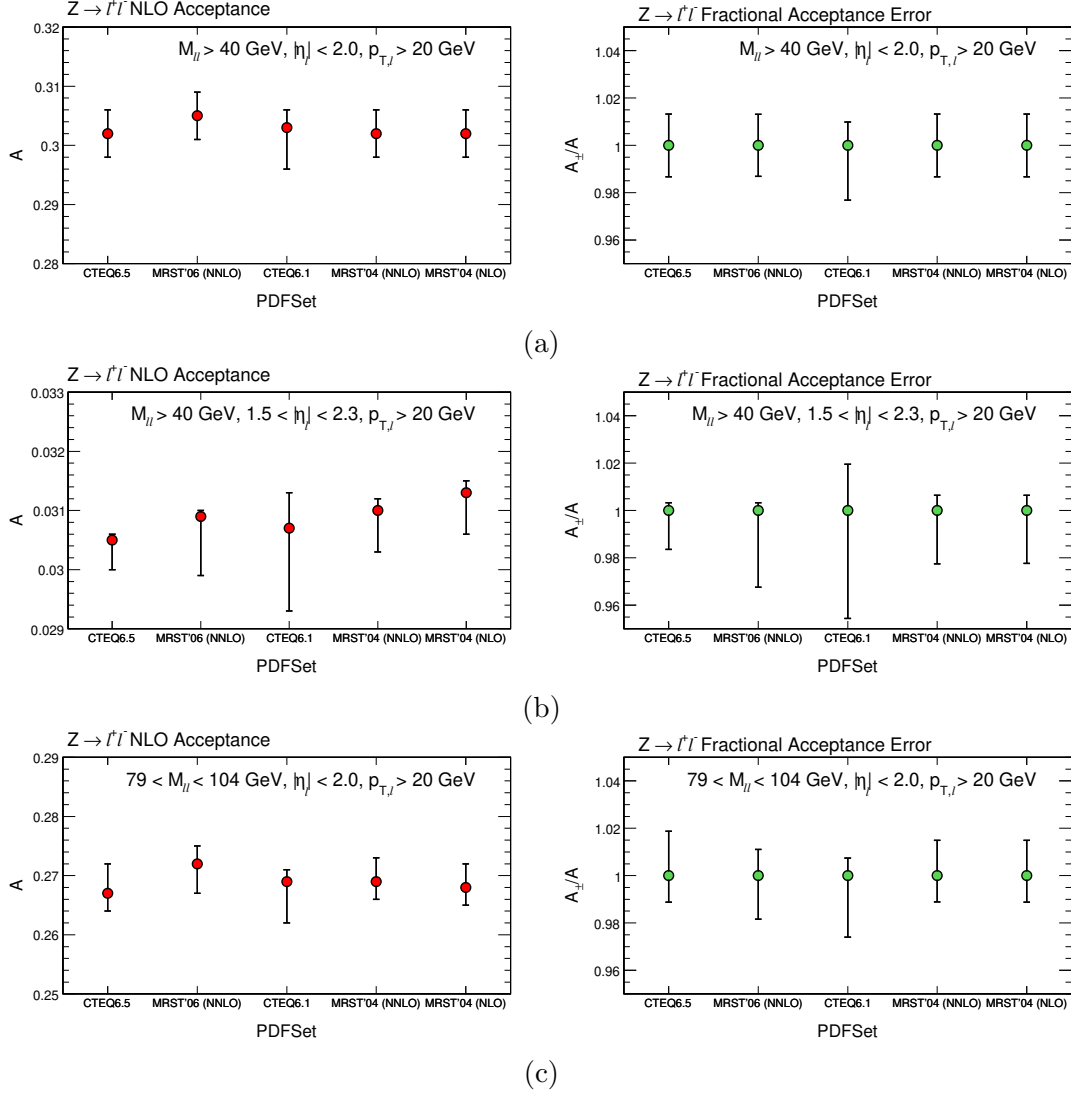 Z → l⁺l⁻ NLO Acceptance
M_ll > 40 GeV, |η_l| < 2.0, p_T,l > 20 GeV
0.32
0.31
0.3
0.29
0.28
A
CTEQ6.5 MRST'06 (NNLO) CTEQ6.1 MRST'04 (NNLO) MRST'04 (NLO)
PDFSet
Z → l⁺l⁻ Fractional Acceptance Error
M_ll > 40 GeV, |η_l| < 2.0, p_T,l > 20 GeV
1.04
1.02
1
0.98
0.96
A_±/A
CTEQ6.5 MRST'06 (NNLO) CTEQ6.1 MRST'04 (NNLO) MRST'04 (NLO)
PDFSet
(a)
Z → l⁺l⁻ NLO Acceptance
M_ll > 40 GeV, 1.5 < |η_l| < 2.3, p_T,l > 20 GeV
0.033
0.032
0.031
0.03
0.029
A
CTEQ6.5 MRST'06 (NNLO) CTEQ6.1 MRST'04 (NNLO) MRST'04 (NLO)
PDFSet
Z → l⁺l⁻ Fractional Acceptance Error
M_ll > 40 GeV, 1.5 < |η_l| < 2.3, p_T,l > 20 GeV
1.04
1.02
1
0.98
0.96
A_±/A
CTEQ6.5 MRST'06 (NNLO) CTEQ6.1 MRST'04 (NNLO) MRST'04 (NLO)
PDFSet
(b)
Z → l⁺l⁻ NLO Acceptance
79 < M_ll < 104 GeV, |η_l| < 2.0, p_T,l > 20 GeV
0.29
0.28
0.27
0.26
0.25
A
CTEQ6.5 MRST'06 (NNLO) CTEQ6.1 MRST'04 (NNLO) MRST'04 (NLO)
PDFSet
Z → l⁺l⁻ Fractional Acceptance Error
79 < M_ll < 104 GeV, |η_l| < 2.0, p_T,l > 20 GeV
1.04
1.02
1
0.98
0.96
A_±/A
CTEQ6.5 MRST'06 (NNLO) CTEQ6.1 MRST'04 (NNLO) MRST'04 (NLO)
PDFSet
(c)